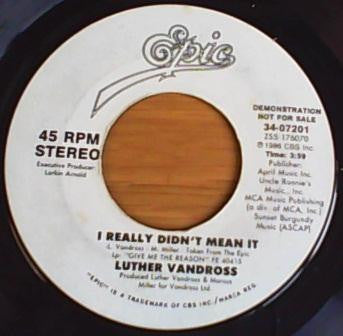 Epic
DEMONSTRATION
NOT FOR SALE
34-07201
ZSS 176070
℗ 1986 CBS Inc.
Time: 3:59
Publisher:
April Music Inc.
Uncle Ronnie's
Music., Inc.
MCA Music Publishing
(a div. of MCA, Inc.)
Sunset Burgundy
Music (ASCAP)
45 RPM
STEREO
Executive Producer:
Larkin Arnold
I REALLY DIDN'T MEAN IT
-L. Vandross - M. Miller- Taken From The Epic
Lp: "GIVE ME THE REASON" FE 40415
LUTHER VANDROSS
Produced Luther Vandross & Marcus
Miller for Vandross Ltd.
"EPIC" IS A TRADEMARK OF CBS INC./MARCA REG.